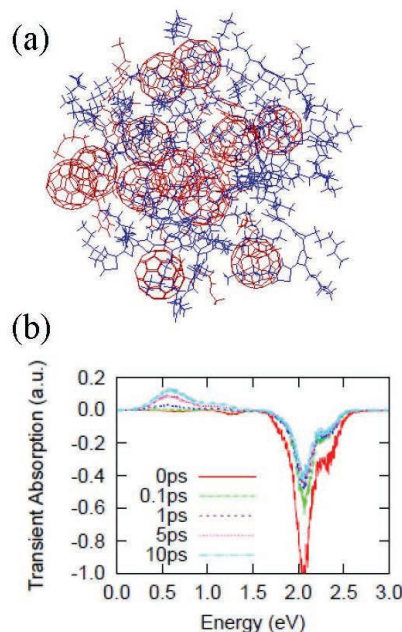 (a)
(b)
Transient Absorption (a.u.)
0.2
0.0
-0.2
-0.4
-0.6
-0.8
-1.0
0ps
0.1ps
1ps
5ps
10ps
0.0 0.5 1.0 1.5 2.0 2.5 3.0
Energy (eV)